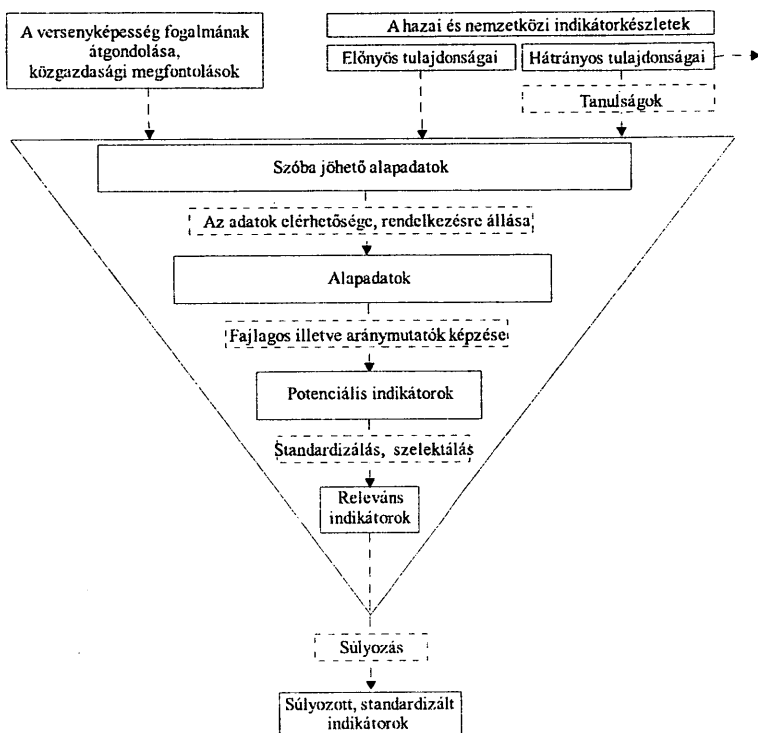 A versenyképesség fogalmának
átgondolása,
közgazdasági megfontolások
A hazai és nemzetközi indikátorkészletek
Előnyös tulajdonságai
Hátrányos tulajdonságai
Tanulságok
Szóba jöhető alapadatok
Az adatok elérhetősége, rendelkezésre állása
Alapadatok
Fajlagos illetve aránymutatók képzése
Potenciális indikátorok
Standardizálás, szelektálás
Releváns
indikátorok
Súlyozás
Súlyozott, standardizált
indikátorok